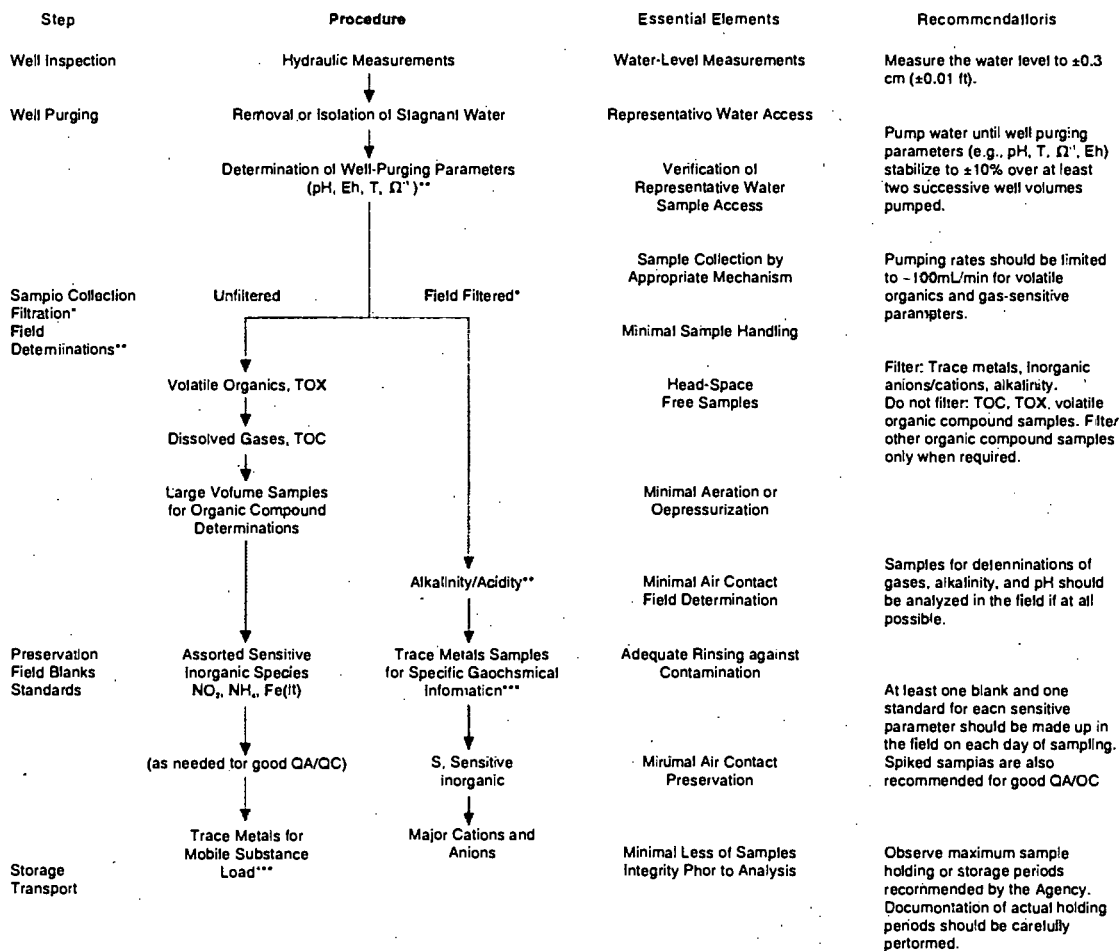 Step Procedure Essential Elements Recommcndalloris
Well Inspection Hydraulic Measurements Water-Level Measurements Measure the water level to ±0.3
cm (±0.01 ft).
Well Purging Removal or Isolation of Slagnant Water Representativo Water Access
Pump water until well purging
Determination of Well-Purging Parameters parameters (e.g., pH, T, Ω⁻¹, Eh)
(pH, Eh, T, Ω⁻¹)** Verification of stabilize to ±10% over at least
Representative Water two successive well volumes
Sample Access pumped.
Sample Collection by Pumping rates should be limited
Appropriate Mechanism to ~100mL/min for volatile
Sampio Collection Unfiltered Field Filtered* organics and gas-sensitive
Filtration* parameters.
Field Minimal Sample Handling
Determiinations**
Filter: Trace metals, Inorganic
Volatile Organics, TOX Head-Space anions/cations, alkalinity.
Free Samples Do not filter: TOC, TOX, volatile
organic compound samples. Filter
Dissolved Gases, TOC other organic compound samples
only when required.
Large Volume Samples Minimal Aeration or
for Organic Compound Oepressurization
Determinations
Samples for delenninations of
Alkalinity/Acidity** Minimal Air Contact gases, alkalinity, and pH should
Field Determination be analyzed in the field if at all
possible.
Preservation Assorted Sensitive Trace Metals Samples Adequate Rinsing against
Field Blanks Inorganic Species for Specific Gaochsmical Contamination
Standards NO₂, NH₄, Fe(lt) Information***
At least one blank and one
standard for eacn sensitive
parameter should be made up in
the field on each day of sampling.
(as needed tor good QA/QC) S, Sensitive Mirumal Air Contact Spiked sampias are also
inorganic Preservation recommended for good QA/OC
Trace Metals for Major Cations and
Mobile Substance Anions Minimal Less of Samples Observe maximum sample
Storage Load*** Integrity Phor to Analysis holding or storage periods
Transport recornmended by the Agency.
Documontation of actual holding
periods should be carefully
pertormed.